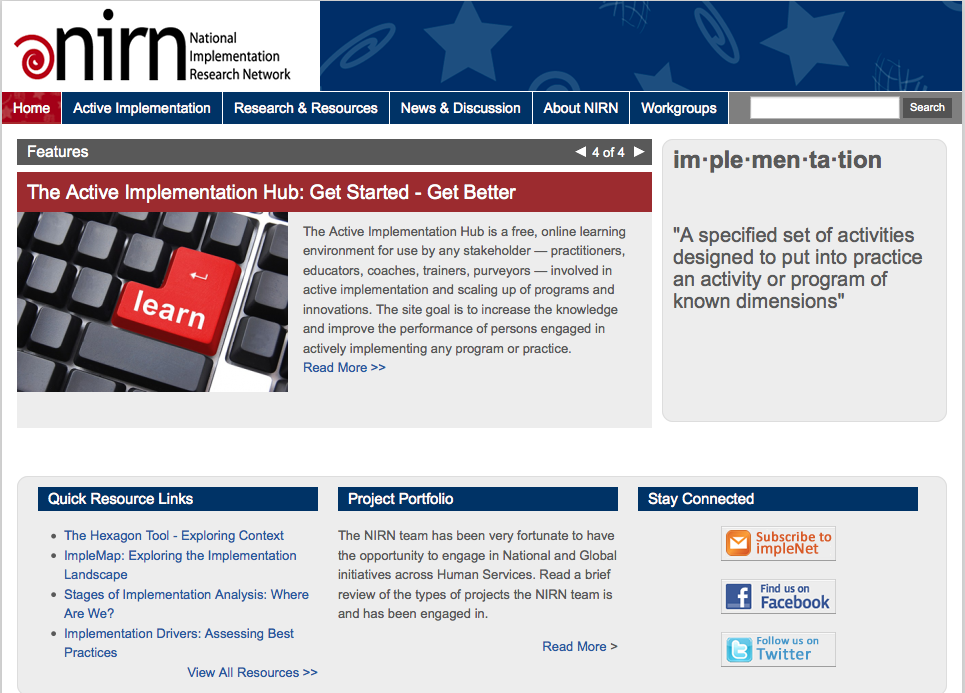 nirn
National
Implementation
Research Network
Home
Active Implementation
Research & Resources
News & Discussion
About NIRN
Workgroups
Search
Features
◀ 4 of 4 ▶
The Active Implementation Hub: Get Started - Get Better
learn
The Active Implementation Hub is a free, online learning
environment for use by any stakeholder — practitioners,
educators, coaches, trainers, purveyors — involved in
active implementation and scaling up of programs and
innovations. The site goal is to increase the knowledge
and improve the performance of persons engaged in
actively implementing any program or practice.
Read More >>
im·ple·men·ta·tion
"A specified set of activities
designed to put into practice
an activity or program of
known dimensions"
Quick Resource Links
• The Hexagon Tool - Exploring Context
• ImpleMap: Exploring the Implementation
Landscape
• Stages of Implementation Analysis: Where
Are We?
• Implementation Drivers: Assessing Best
Practices
View All Resources >>
Project Portfolio
The NIRN team has been very fortunate to have
the opportunity to engage in National and Global
initiatives across Human Services. Read a brief
review of the types of projects the NIRN team is
and has been engaged in.
Read More >
Stay Connected
Subscribe to
impleNet
Find us on
Facebook
Follow us on
Twitter